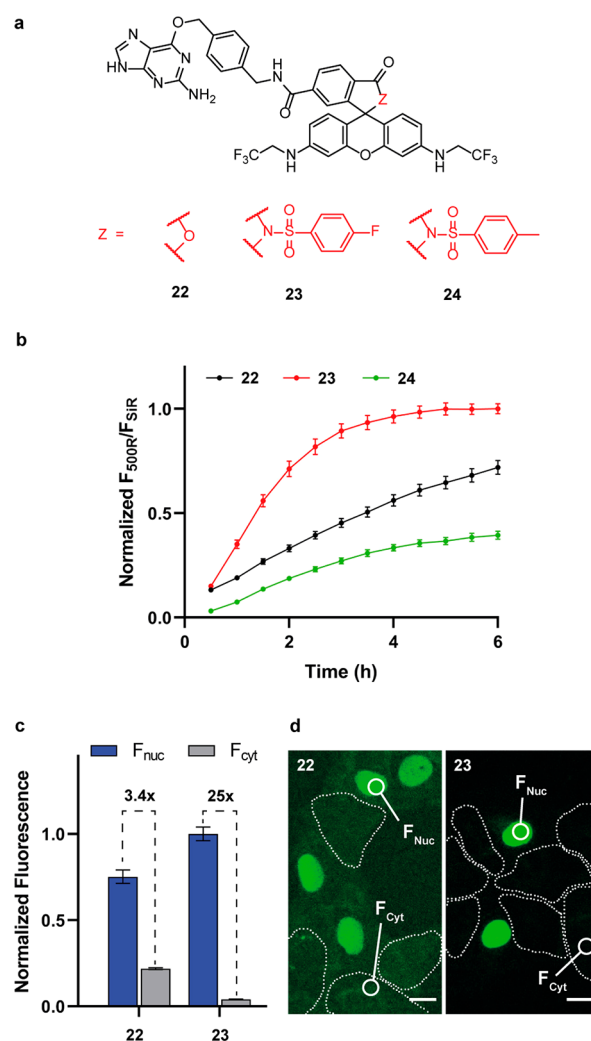 a
O
N
N
HN
N
N
NH₂
H
N
O
O
Z
F₃C
N
H
O
N
H
CF₃
Z =
O
N
O
S
O
F
N
O
S
O
22
23
24
b
22
23
24
Normalized F500R/FSiR
1.0
0.5
0.0
0
2
4
6
Time (h)
c
Fnuc
Fcyt
Normalized Fluorescence
3.4x
25x
1.0
0.5
0.0
22
23
d
22
FNuc
FCyt
23
FNuc
FCyt